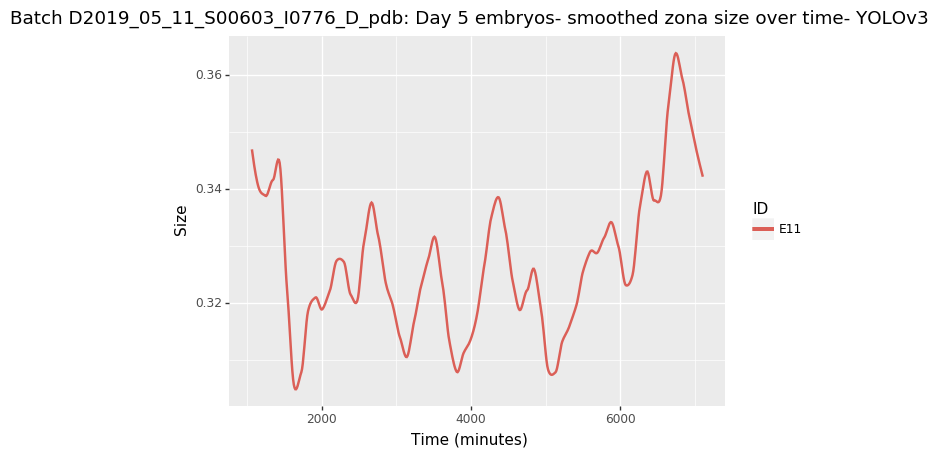 Batch D2019_05_11_S00603_I0776_D_pdb: Day 5 embryos- smoothed zona size over time- YOLOv3
0.36
0.34
0.32
Size
2000
4000
6000
Time (minutes)
ID
E11